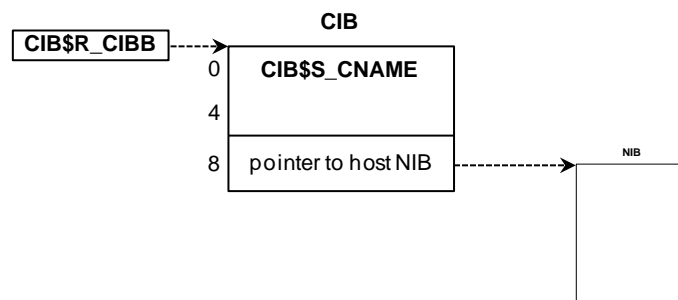 CIB
CIB$R_CIBB
0
CIB$S_CNAME
4
8
pointer to host NIB
NIB